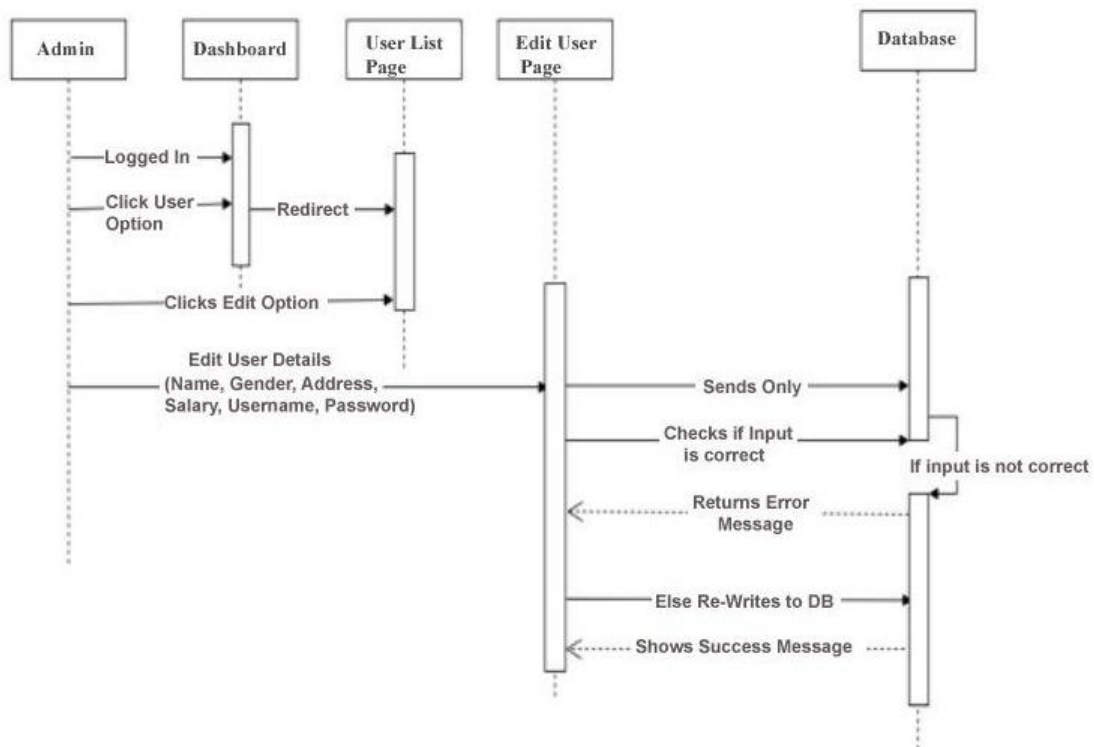 Admin
Dashboard
User List
Page
Edit User
Page
Database
Logged In
Click User
Option
Redirect
Clicks Edit Option
Edit User Details
(Name, Gender, Address,
Salary, Username, Password)
Sends Only
Checks if Input
is correct
If input is not correct
Returns Error
Message
Else Re-Writes to DB
Shows Success Message